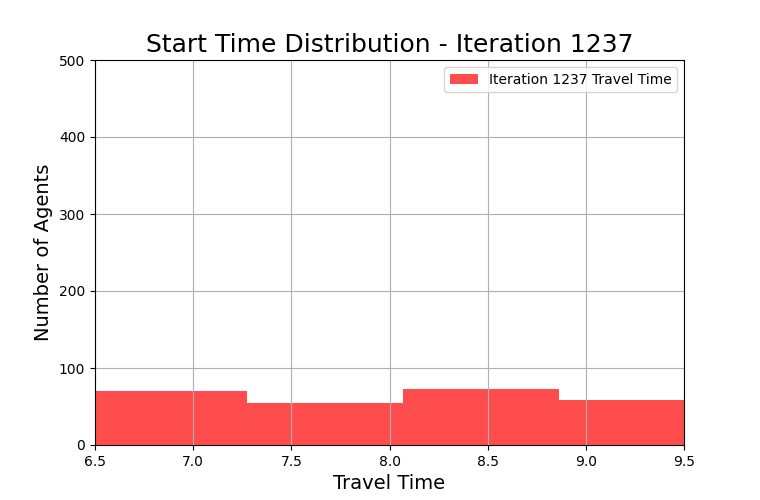 Start Time Distribution - Iteration 1237
Iteration 1237 Travel Time
Number of Agents
500
400
300
200
100
0
6.5 7.0 7.5 8.0 8.5 9.0 9.5
Travel Time